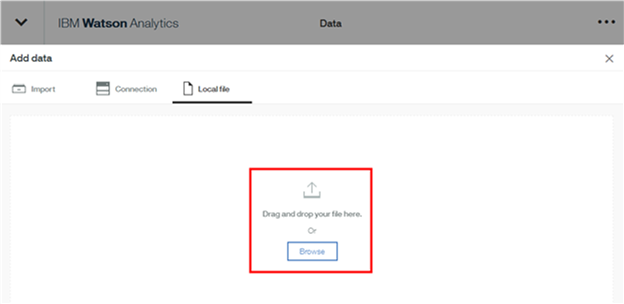 IBM Watson Analytics
Data
Add data
Import
Connection
Local file
Drag and drop your file here.
Or
Browse